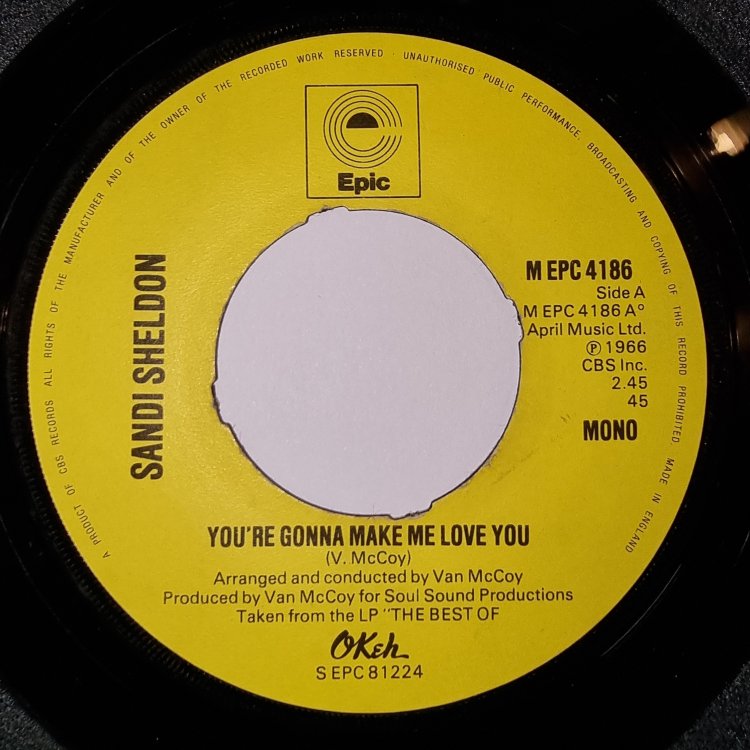 A PRODUCT OF CBS RECORDS ALL RIGHTS OF THE MANUFACTURER AND OF THE OWNER OF THE RECORDED WORK RESERVED · UNAUTHORISED PUBLIC PERFORMANCE, BROADCASTING AND COPYING OF THIS RECORD PROHIBITED. MADE IN ENGLAND
Epic
SANDI SHELDON
M EPC 4186
Side A
M EPC 4186 A°
April Music Ltd.
℗ 1966
CBS Inc.
2.45
45
MONO
YOU'RE GONNA MAKE ME LOVE YOU
(V. McCoy)
Arranged and conducted by Van McCoy
Produced by Van McCoy for Soul Sound Productions
Taken from the LP "THE BEST OF
OKeh
S EPC 81224